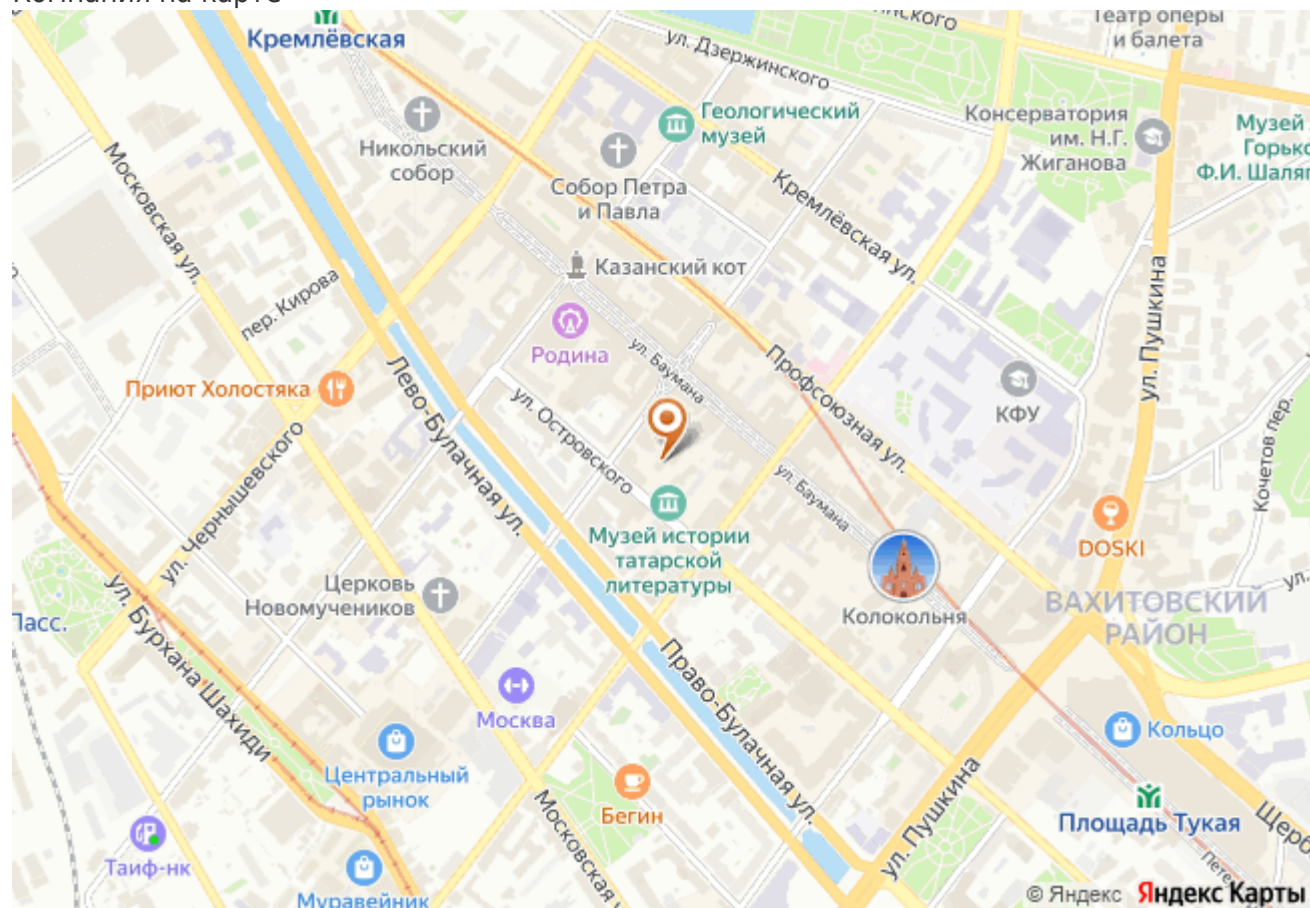 Компания на карте
Кремлёвская
ул. Дзержинского
Театр оперы
и балета
Геологический
музей
Консерватория
им. Н.Г.
Жиганова
Музей
Ф.И.
Никольский
собор
Собор Петра
и Павла
Московская ул.
Кремлёвская ул.
Казанский кот
пер. Кирова
Родина
ул. Баумана
Профсоюзная ул.
ул. Пушкина
КФУ
Приют Холостяка
Лево-Булачная ул.
ул. Островского
ул. Чернышевского
ул. Баумана
Кочетов пер.
Музей истории
татарской
литературы
DOSKI
Колокольня
ВАХИТОВСКИЙ
РАЙОН
ул.
Церковь
Новомучеников
Пасс.
ул. Бурхана Шахиди
Право-Булачная ул.
Москва
Кольцо
Центральный
рынок
Бегин
Московская
ул. Пушкина
Площадь Тукая
Таиф-нк
Муравейник
© Яндекс Яндекс Карты